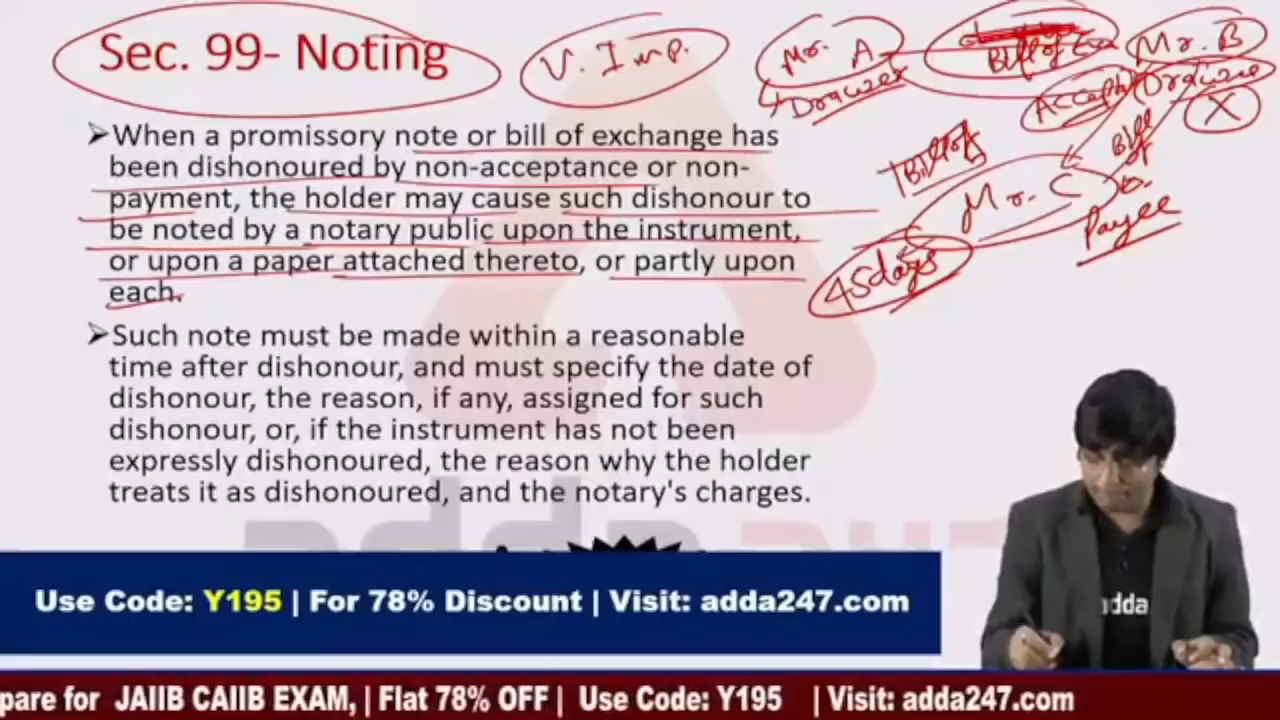 Sec. 99- Noting
V. Imp.
Mr. A
Drawer
Bill of Ex
Mr. B
Drawee
X
Mr. C
Payee
45days
Bill of
➤When a promissory note or bill of exchange has
been dishonoured by non-acceptance or non-
payment, the holder may cause such dishonour to
be noted by a notary public upon the instrument,
or upon a paper attached thereto, or partly upon
each.
➤Such note must be made within a reasonable
time after dishonour, and must specify the date of
dishonour, the reason, if any, assigned for such
dishonour, or, if the instrument has not been
expressly dishonoured, the reason why the holder
treats it as dishonoured, and the notary's charges.
adda
Use Code: Y195 | For 78% Discount | Visit: adda247.com
pare for JAIIB CAIIB EXAM, | Flat 78% OFF | Use Code: Y195 | Visit: adda247.com